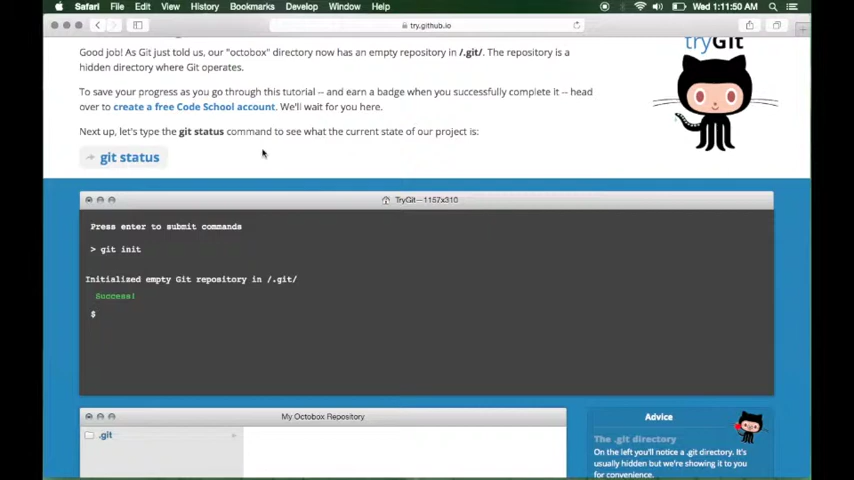 Safari File Edit View History Bookmarks Develop Window Help Wed 1:11:50 AM
try.github.io
tryGit
Good job! As Git just told us, our "octobox" directory now has an empty repository in /.git/. The repository is a
hidden directory where Git operates.
To save your progress as you go through this tutorial -- and earn a badge when you successfully complete it -- head
over to create a free Code School account. We'll wait for you here.
Next up, let's type the git status command to see what the current state of our project is:
git status
TryGit—1157x310
Press enter to submit commands
> git init
Initialized empty Git repository in /.git/
Success!
$
My Octobox Repository
.git
Advice
The .git directory
On the left you'll notice a .git directory. It's
usually hidden but we're showing it to you
for convenience.